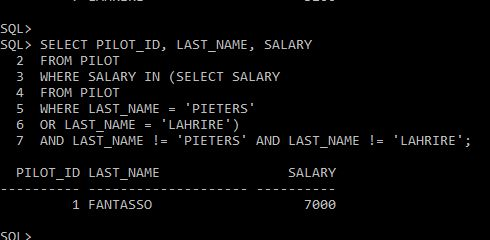 SQL>
SQL> SELECT PILOT_ID, LAST_NAME, SALARY
2 FROM PILOT
3 WHERE SALARY IN (SELECT SALARY
4 FROM PILOT
5 WHERE LAST_NAME = 'PIETERS'
6 OR LAST_NAME = 'LAHRIRE')
7 AND LAST_NAME != 'PIETERS' AND LAST_NAME != 'LAHRIRE';
PILOT_ID LAST_NAME SALARY
---------- -------------------- ----------
1 FANTASSO 7000
SQL>